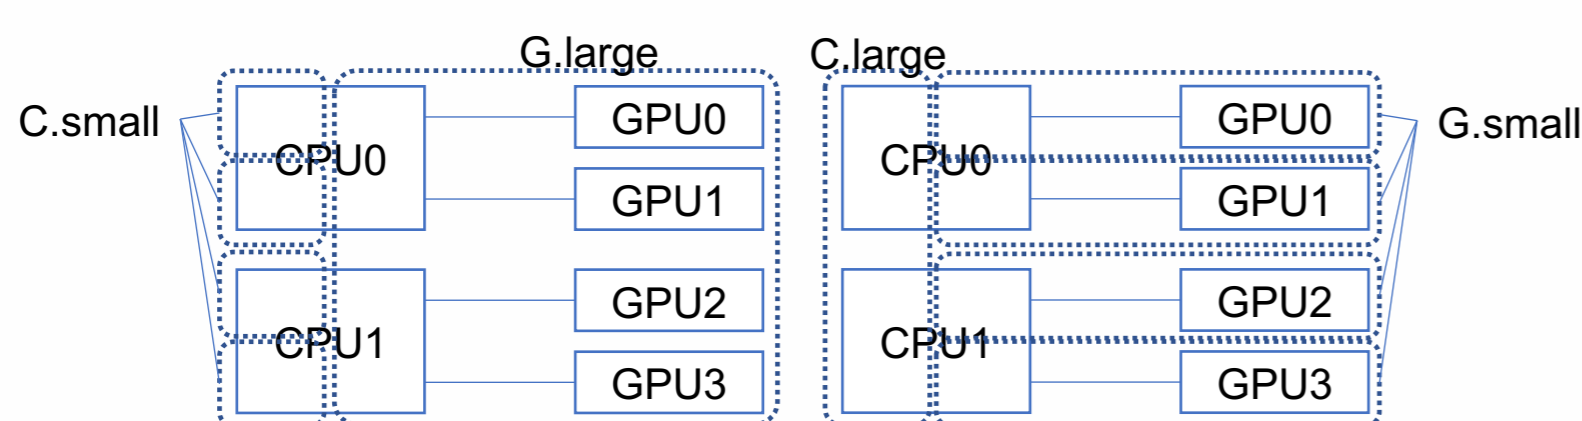 G.large
C.large
C.small
CPU0
GPU0
GPU1
CPU1
GPU2
GPU3
CPU0
GPU0
GPU1
G.small
CPU1
GPU2
GPU3